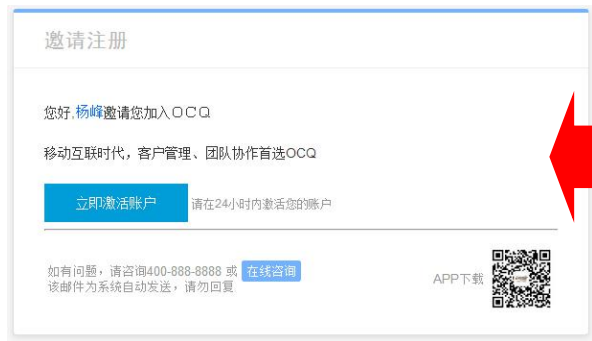 邀请注册
您好,杨峰邀请您加入OCQ
移动互联时代，客户管理、团队协作首选OCQ
立即激活账户 请在24小时内激活您的账户
如有问题，请咨询400-888-8888 或 在线咨询
该邮件为系统自动发送，请勿回复
APP下载